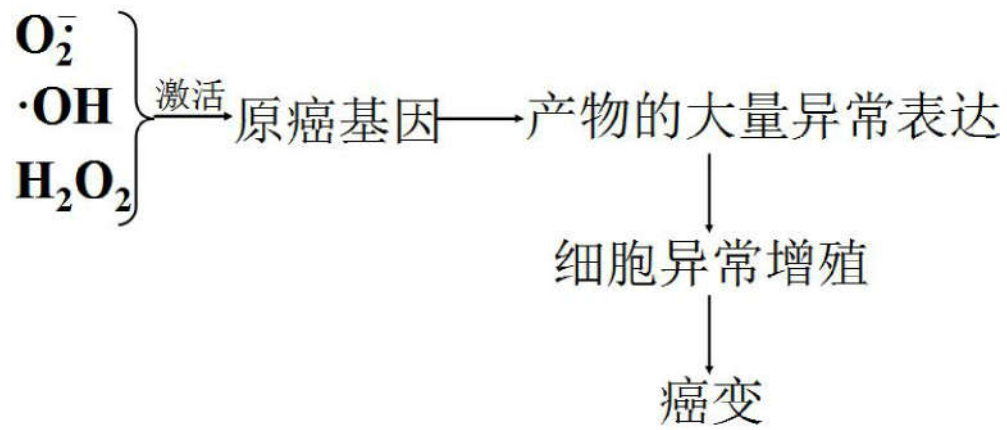 O₂⁻·
·OH
H₂O₂
激活
原癌基因
产物的大量异常表达
细胞异常增殖
癌变